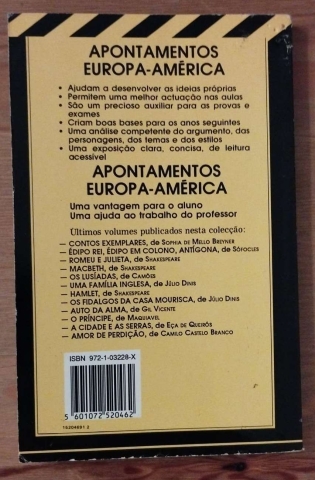 APONTAMENTOS
EUROPA-AMÉRICA
• Ajudam a desenvolver as ideias próprias
• Permitem uma melhor actuação nas aulas
• São um precioso auxiliar para as provas e
exames
• Criam boas bases para os anos seguintes
• Uma análise competente do argumento, das
personagens, dos temas e dos estilos
• Uma exposição clara, concisa, de leitura
acessível
APONTAMENTOS
EUROPA-AMÉRICA
Uma vantagem para o aluno
Uma ajuda ao trabalho do professor
Últimos volumes publicados nesta colecção:
— CONTOS EXEMPLARES, de Sophia de Mello Breyner
— ÉDIPO REI, ÉDIPO EM COLONO, ANTÍGONA, de Sófocles
— ROMEU E JULIETA, de Shakespeare
— MACBETH, de Shakespeare
— OS LUSÍADAS, de Camões
— UMA FAMÍLIA INGLESA, de Júlio Dinis
— HAMLET, de Shakespeare
— OS FIDALGOS DA CASA MOURISCA, de Júlio Dinis
— AUTO DA ALMA, de Gil Vicente
— O PRÍNCIPE, de Maquiavel
— A CIDADE E AS SERRAS, de Eça de Queirós
— AMOR DE PERDIÇÃO, de Camilo Castelo Branco
ISBN 972-1-03228-X
5 601072 520462